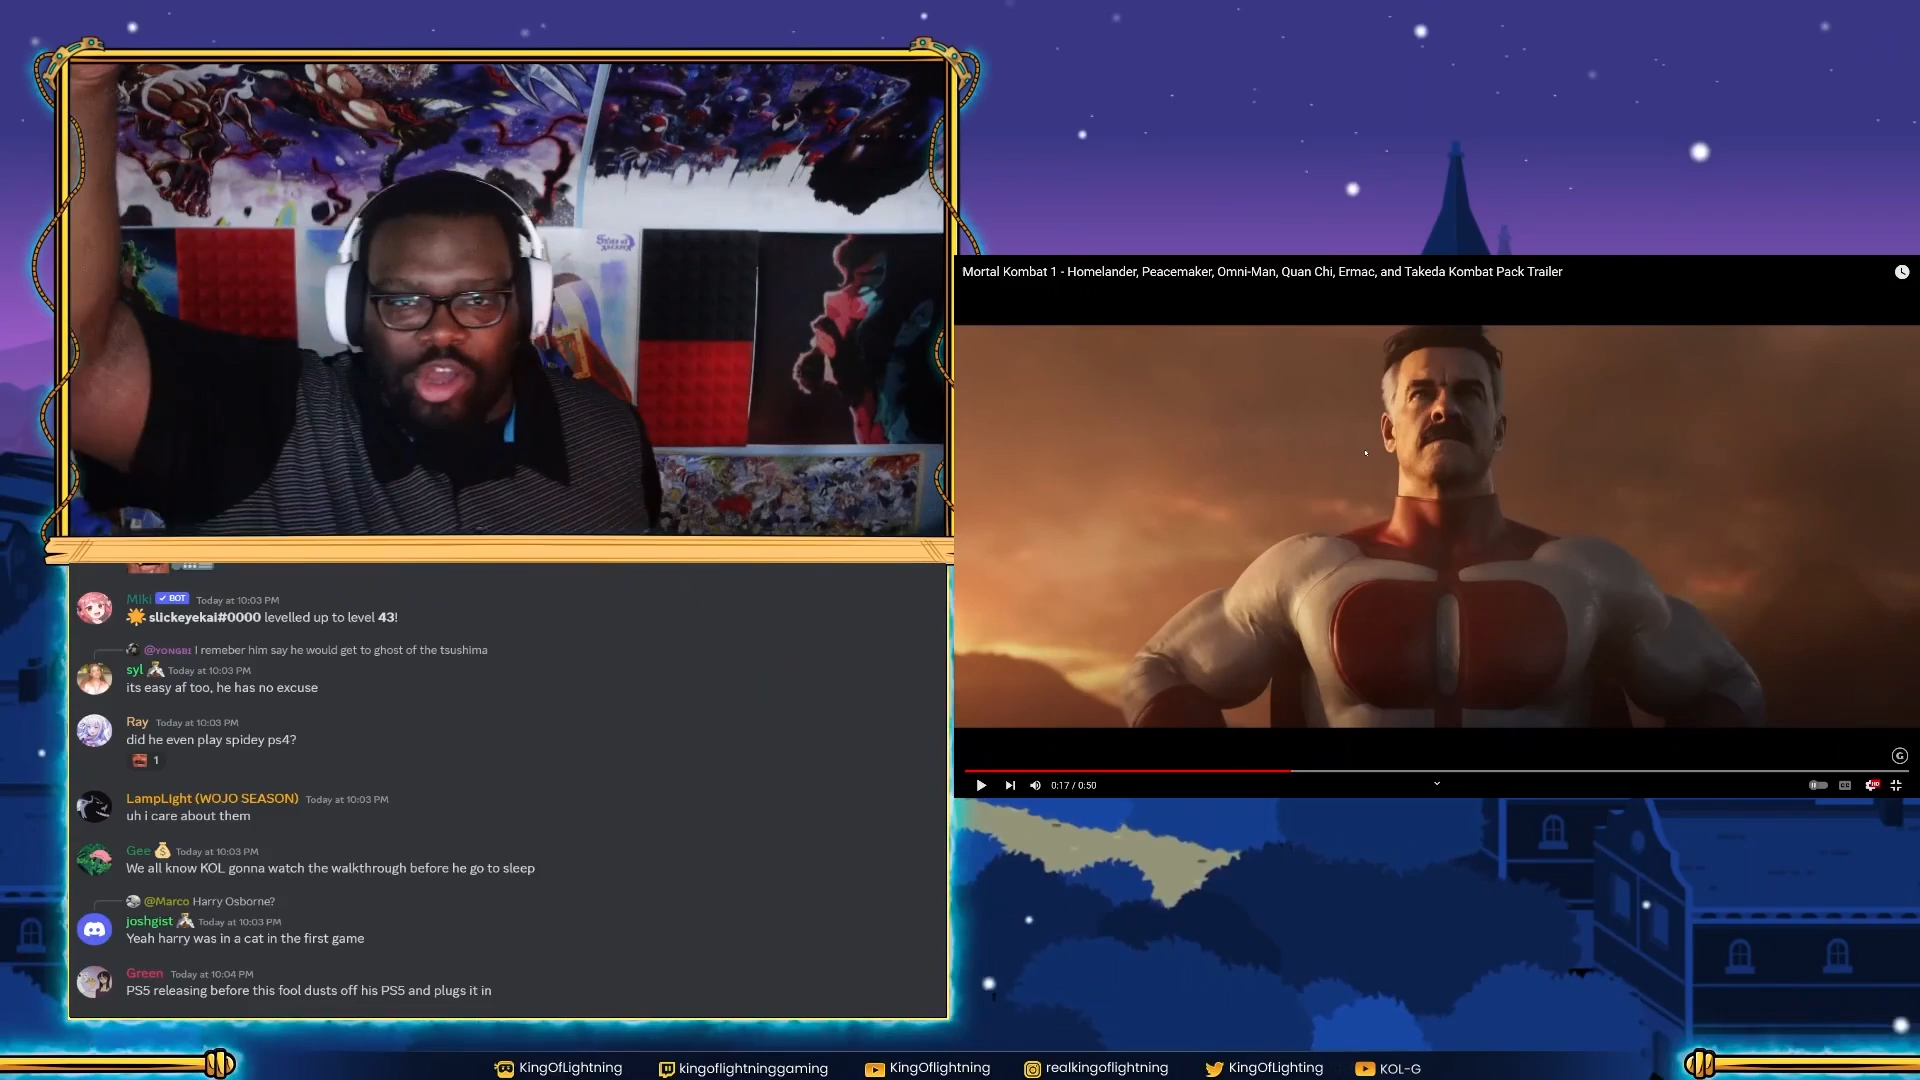 Mortal Kombat 1 - Homelander, Peacemaker, Omni-Man, Quan Chi, Ermac, and Takeda Kombat Pack Trailer
0:17 / 0:50
Miki BOT Today at 10:03 PM
slickeyekai#0000 levelled up to level 43!
@YONGBI I remeber him say he would get to ghost of the tsushima
syl Today at 10:03 PM
its easy af too, he has no excuse
Ray Today at 10:03 PM
did he even play spidey ps4?
1
LampLight (WOJO SEASON) Today at 10:03 PM
uh i care about them
Gee Today at 10:03 PM
We all know KOL gonna watch the walkthrough before he go to sleep
@Marco Harry Osborne?
joshgist Today at 10:03 PM
Yeah harry was in a cat in the first game
Green Today at 10:04 PM
PS5 releasing before this fool dusts off his PS5 and plugs it in
KingOfLightning kingoflightninggaming KingOflightning realkingoflightning KingOfLighting KOL-G